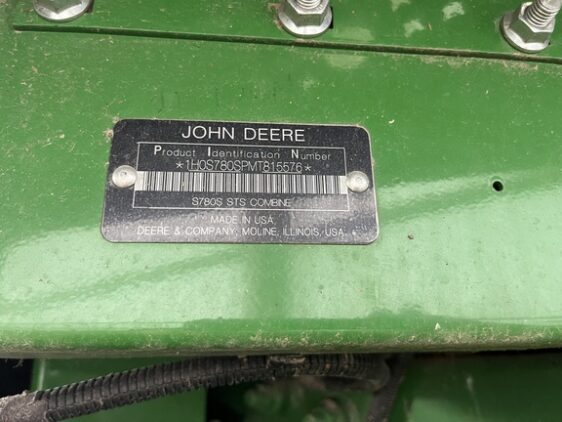 JOHN DEERE
Product Identification Number
*1H0S780SPMT815576*
S780S STS COMBINE
MADE IN USA
DEERE & COMPANY, MOLINE, ILLINOIS, USA